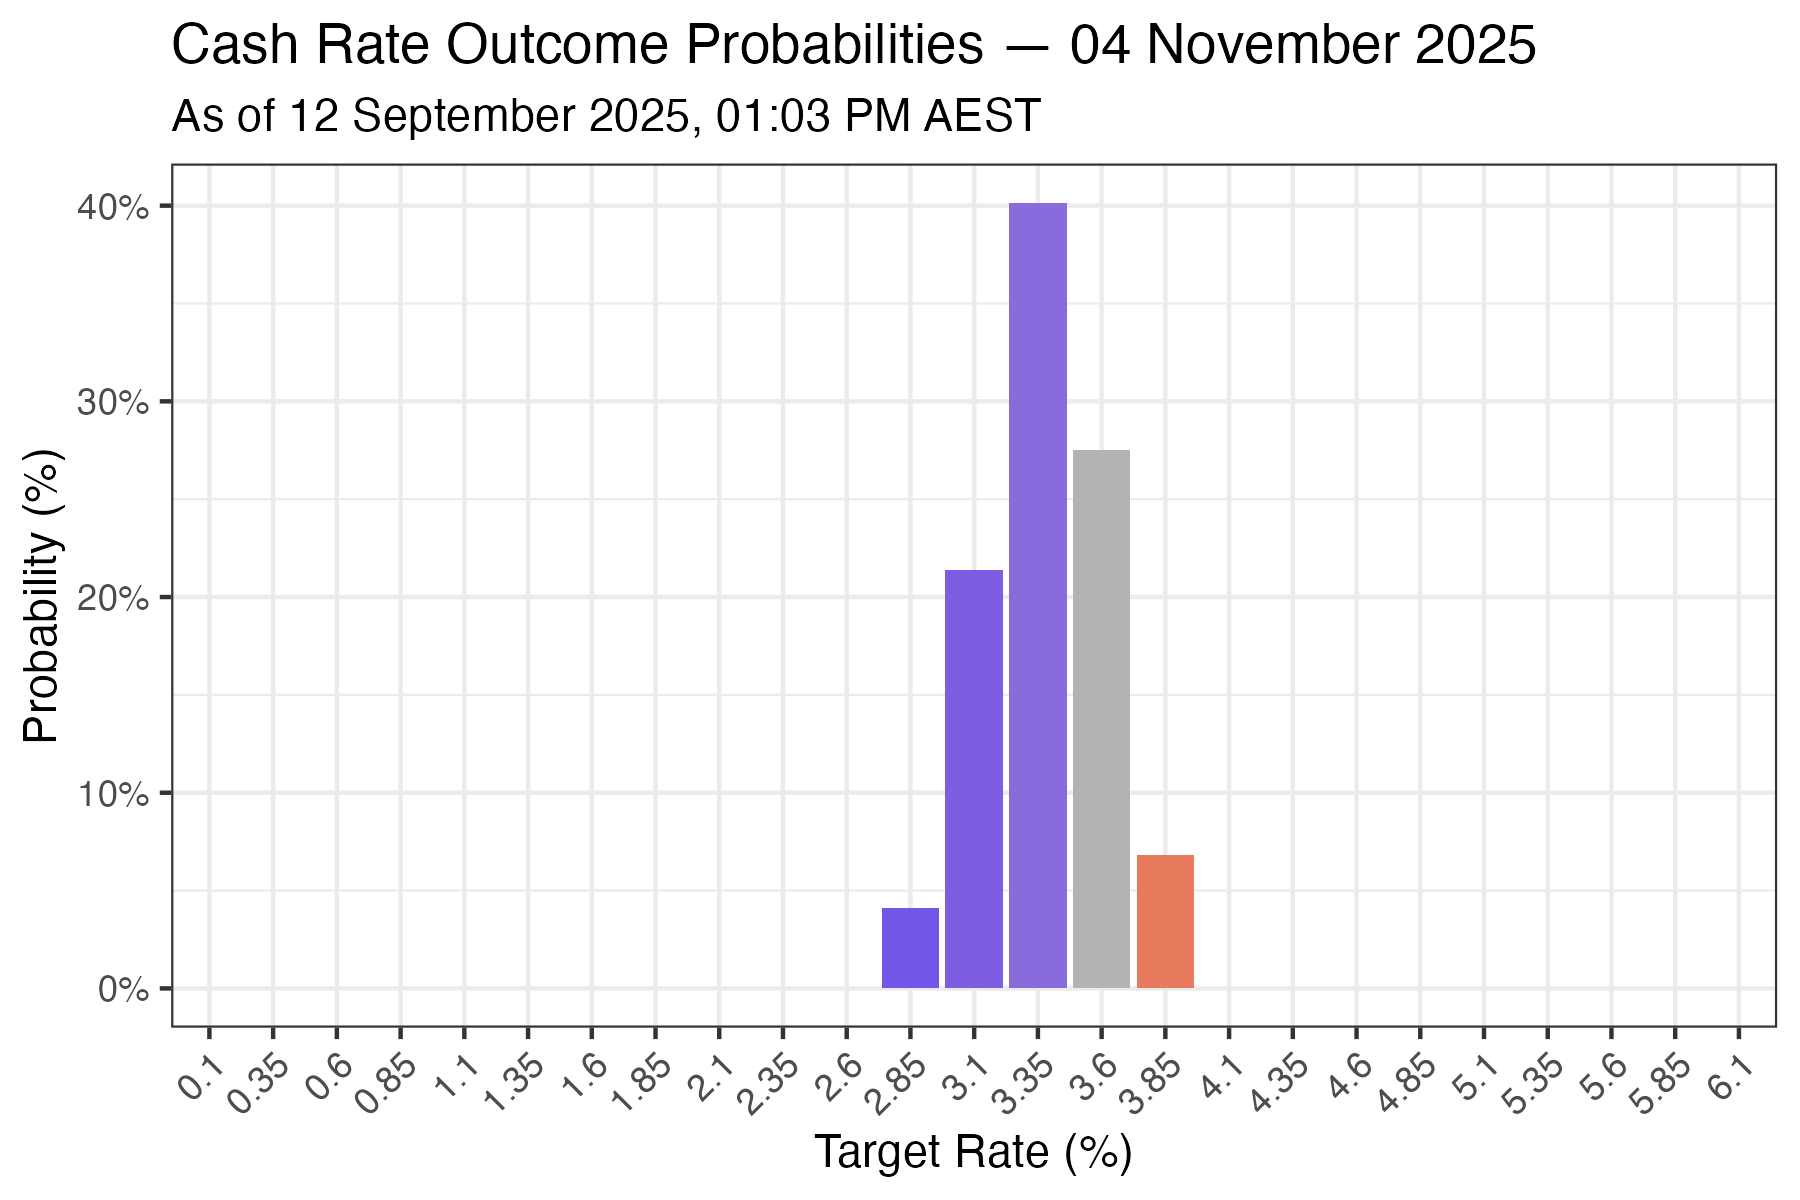 Cash Rate Outcome Probabilities — 04 November 2025
As of 12 September 2025, 01:03 PM AEST
Probability (%)
40%
30%
20%
10%
0%
0.1 0.35 0.6 0.85 1.1 1.35 1.6 1.85 2.1 2.35 2.6 2.85 3.1 3.35 3.6 3.85 4.1 4.35 4.6 4.85 5.1 5.35 5.6 5.85 6.1
Target Rate (%)